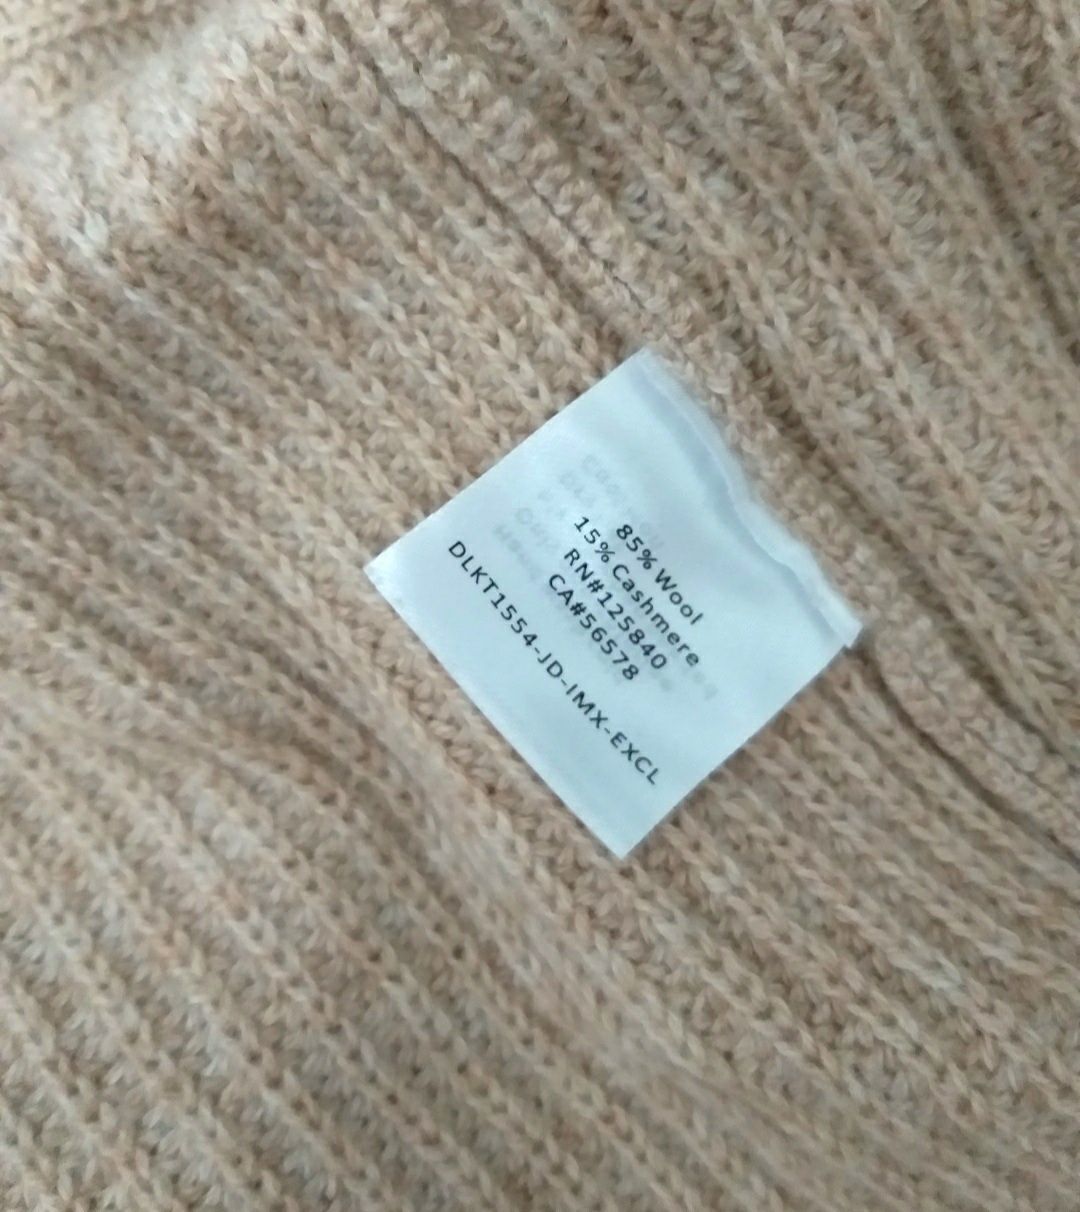 85% Wool
15% Cashmere
RN#125840
CA#56578
DLKT1554-JD-IMX-EXCL